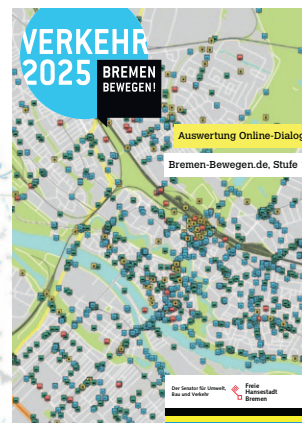 VERKEHR
2025
BREMEN
BEWEGEN!
Auswertung Online-Dialog
Bremen-Bewegen.de, Stufe
Der Senator für Umwelt,
Bau und Verkehr
Freie
Hansestadt
Bremen